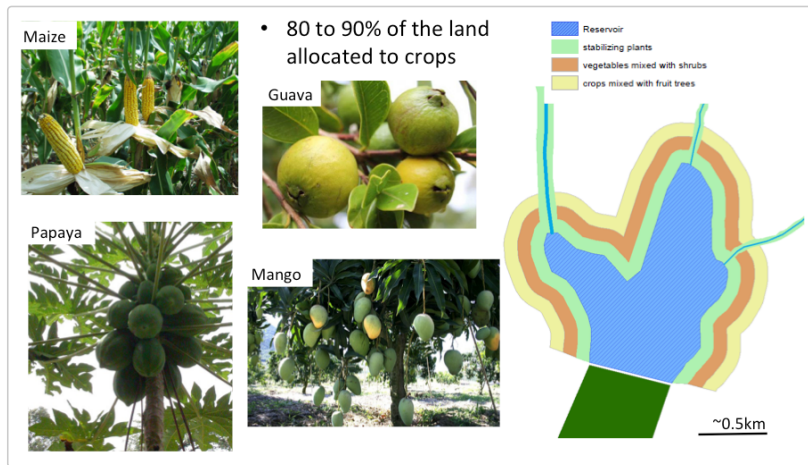 Maize
• 80 to 90% of the land
allocated to crops
Guava
Papaya
Mango
Reservoir
stabilizing plants
vegetables mixed with shrubs
crops mixed with fruit trees
~0.5km